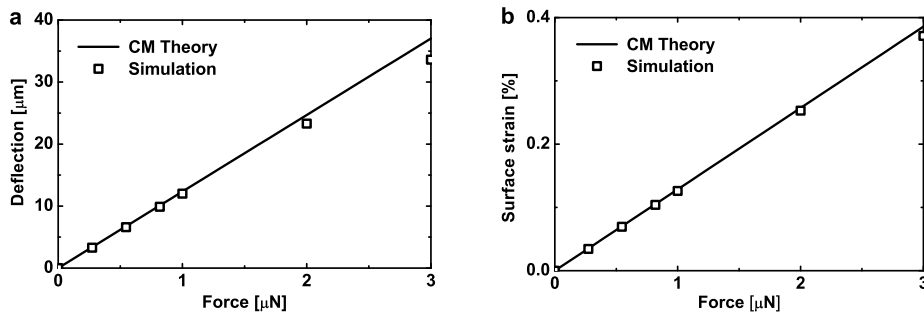 a
40
30
20
10
0
Deflection [μm]
CM Theory
Simulation
0
1
2
3
Force [μN]
b
0.4
0.2
0.0
Surface strain [%]
CM Theory
Simulation
0
1
2
3
Force [μN]